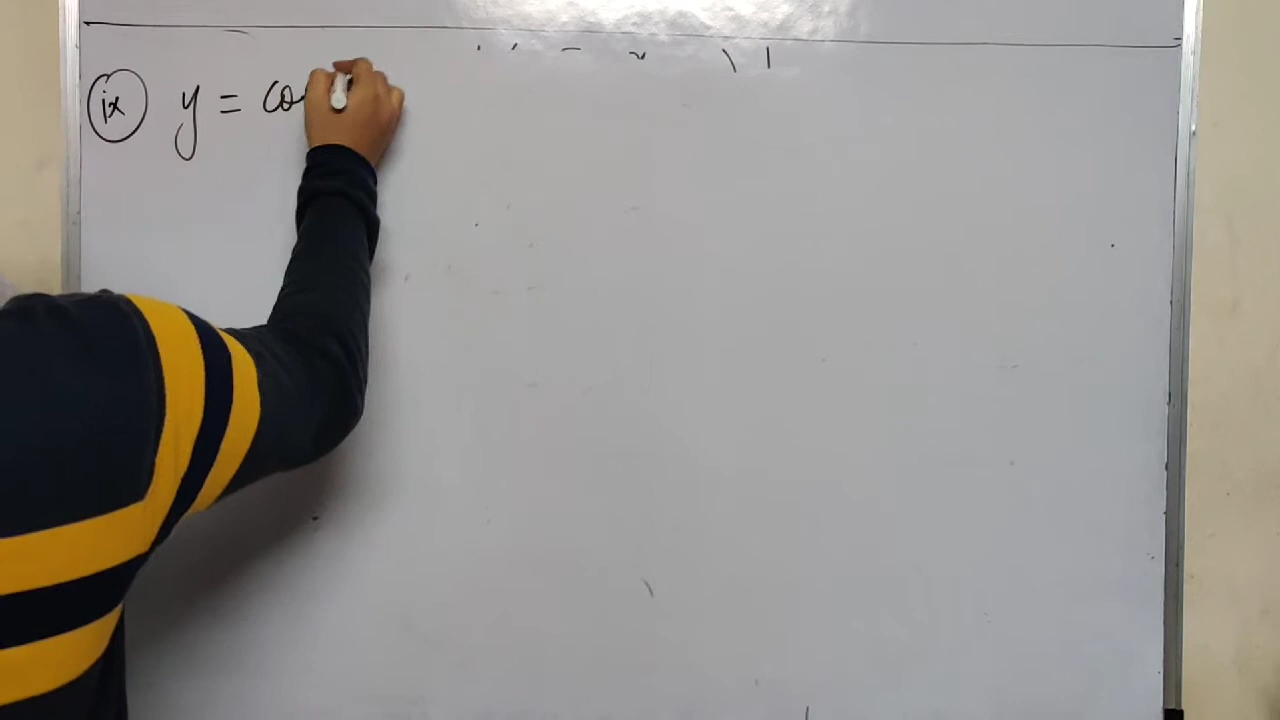 ix y = co